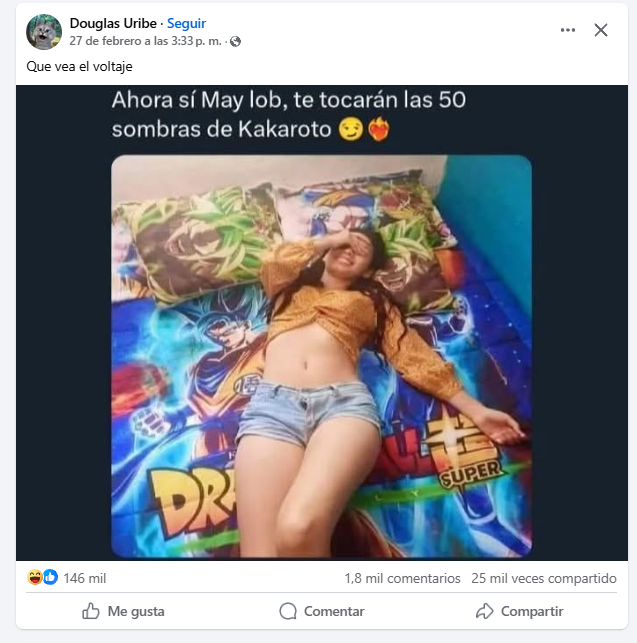 Douglas Uribe · Seguir
27 de febrero a las 3:33 p. m. ·
Que vea el voltaje
Ahora sí May lob, te tocarán las 50
sombras de Kakaroto 😏❤️‍🔥
SUPER
146 mil
1,8 mil comentarios 25 mil veces compartido
Me gusta
Comentar
Compartir